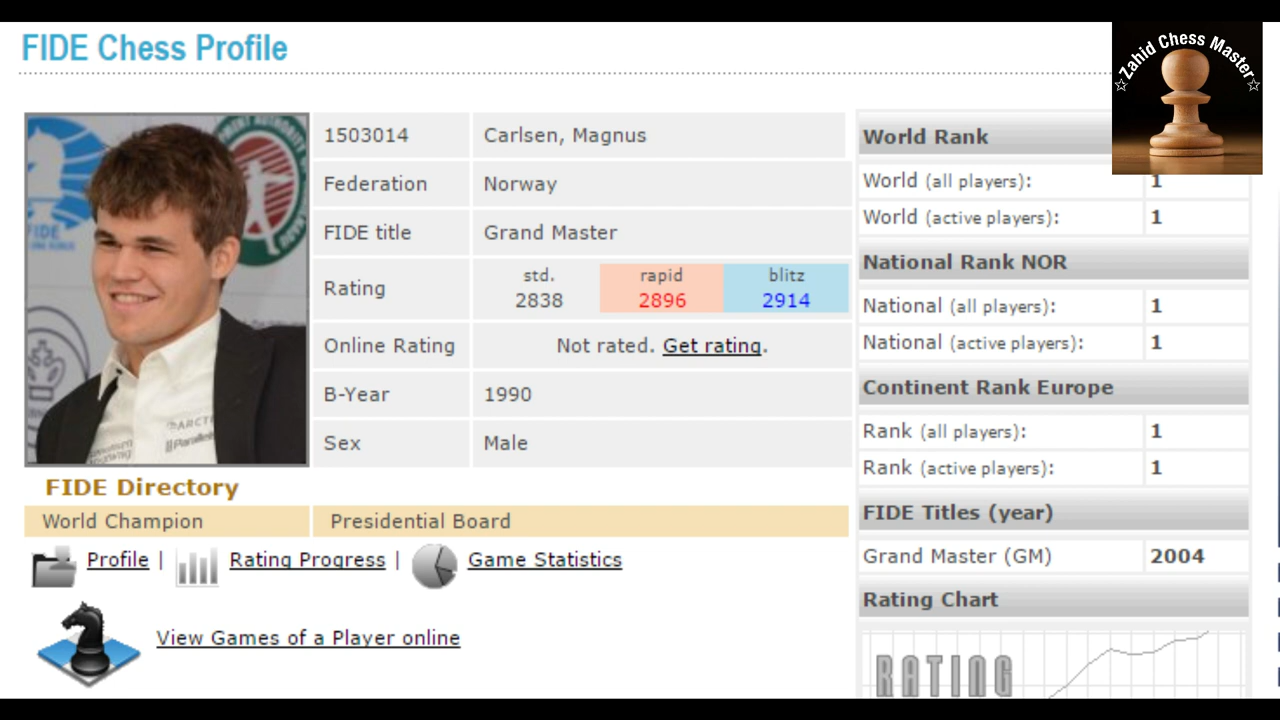 FIDE Chess Profile
☆Zahid Chess Master☆
FIDE
1503014 Carlsen, Magnus
Federation Norway
FIDE title Grand Master
Rating
std. rapid blitz
2838 2896 2914
Online Rating Not rated. Get rating.
B-Year 1990
Sex Male
FIDE Directory
World Champion Presidential Board
Profile | Rating Progress | Game Statistics
View Games of a Player online
World Rank
World (all players): 1
World (active players): 1
National Rank NOR
National (all players): 1
National (active players): 1
Continent Rank Europe
Rank (all players): 1
Rank (active players): 1
FIDE Titles (year)
Grand Master (GM) 2004
Rating Chart
RATING